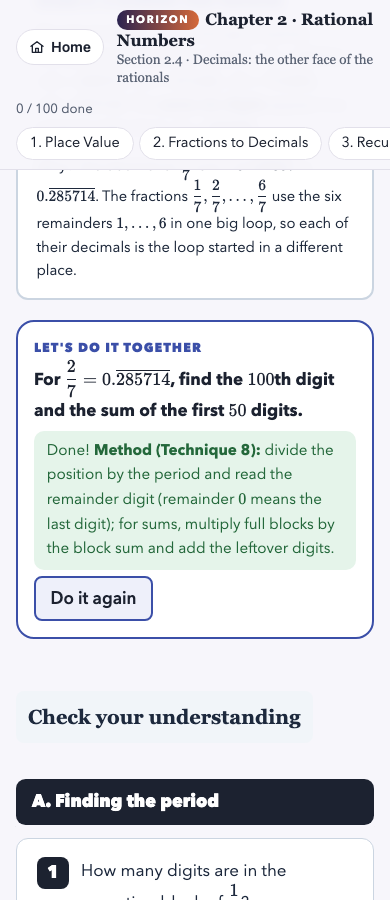 Home
HORIZON Chapter 2 · Rational Numbers
Section 2.4 · Decimals: the other face of the rationals
0 / 100 done
1. Place Value
2. Fractions to Decimals
3. Recu
0.\overline{285714}. The fractions 1/7, 2/7, ..., 6/7 use the six
remainders 1, ..., 6 in one big loop, so each of
their decimals is the loop started in a different
place.
LET'S DO IT TOGETHER
For 2/7 = 0.\overline{285714}, find the 100th digit
and the sum of the first 50 digits.
Done! Method (Technique 8): divide the
position by the period and read the
remainder digit (remainder 0 means the
last digit); for sums, multiply full blocks by
the block sum and add the leftover digits.
Do it again
Check your understanding
A. Finding the period
1 How many digits are in the